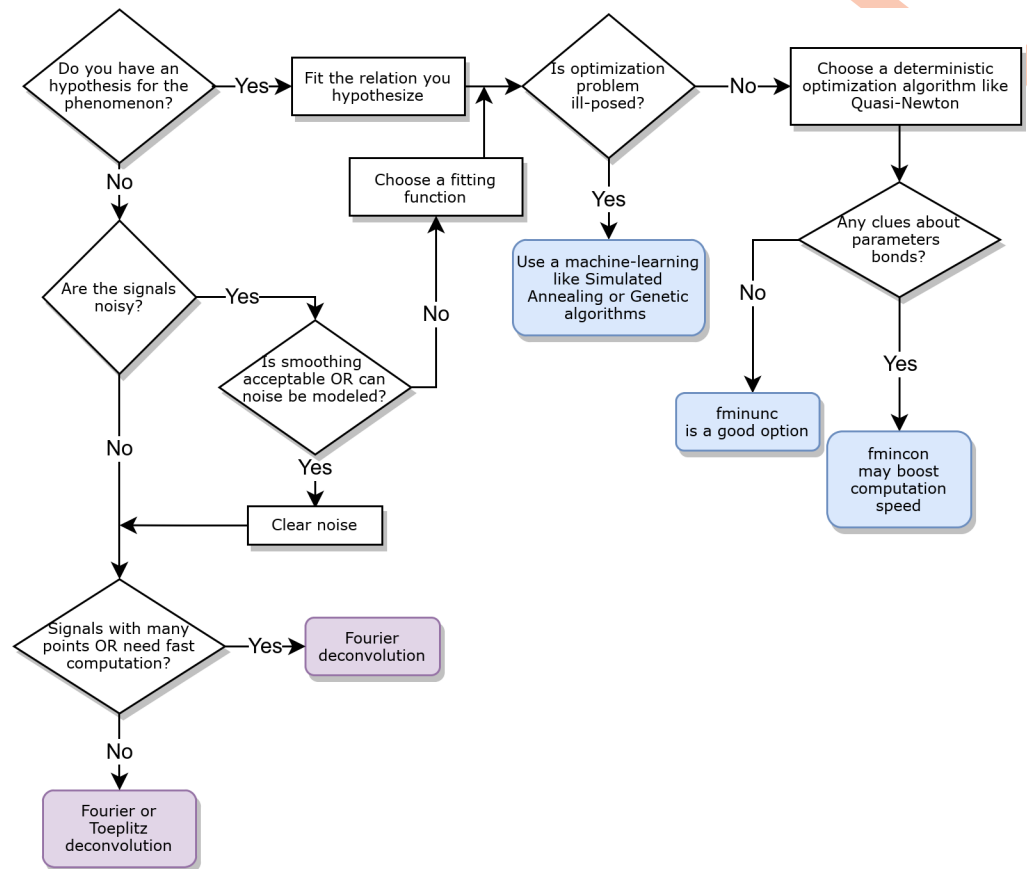 Do you have an
hypothesis for the
phenomenon?
Yes
Fit the relation you
hypothesize
Is optimization
problem
ill-posed?
No
Choose a deterministic
optimization algorithm like
Quasi-Newton
No
Choose a fitting
function
Yes
Any clues about
parameters
bonds?
Use a machine-learning
like Simulated
Annealing or Genetic
algorithms
Are the signals
noisy?
Yes
No
No
Is smoothing
acceptable OR can
noise be modeled?
Yes
fminunc
is a good option
fmincon
may boost
computation
speed
No
Yes
Clear noise
Signals with many
points OR need fast
computation?
Yes
Fourier
deconvolution
No
Fourier or
Toeplitz
deconvolution